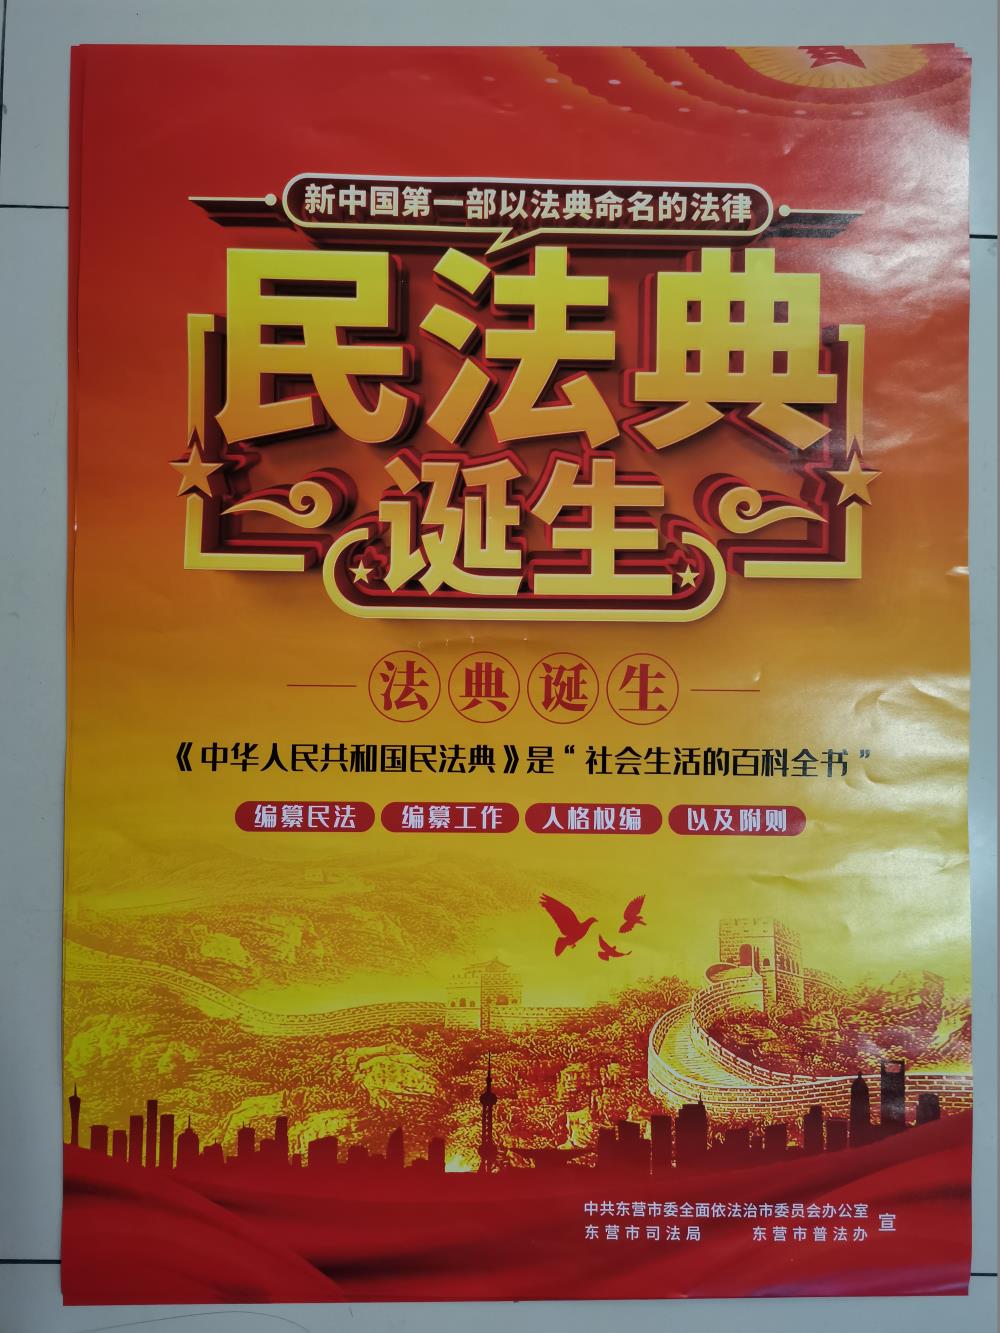 新中国第一部以法典命名的法律
民法典
诞生
法典诞生
《中华人民共和国民法典》是“社会生活的百科全书”
编纂民法 编纂工作 人格权编 以及附则
中共东营市委全面依法治市委员会办公室
东营市司法局 东营市普法办 宣